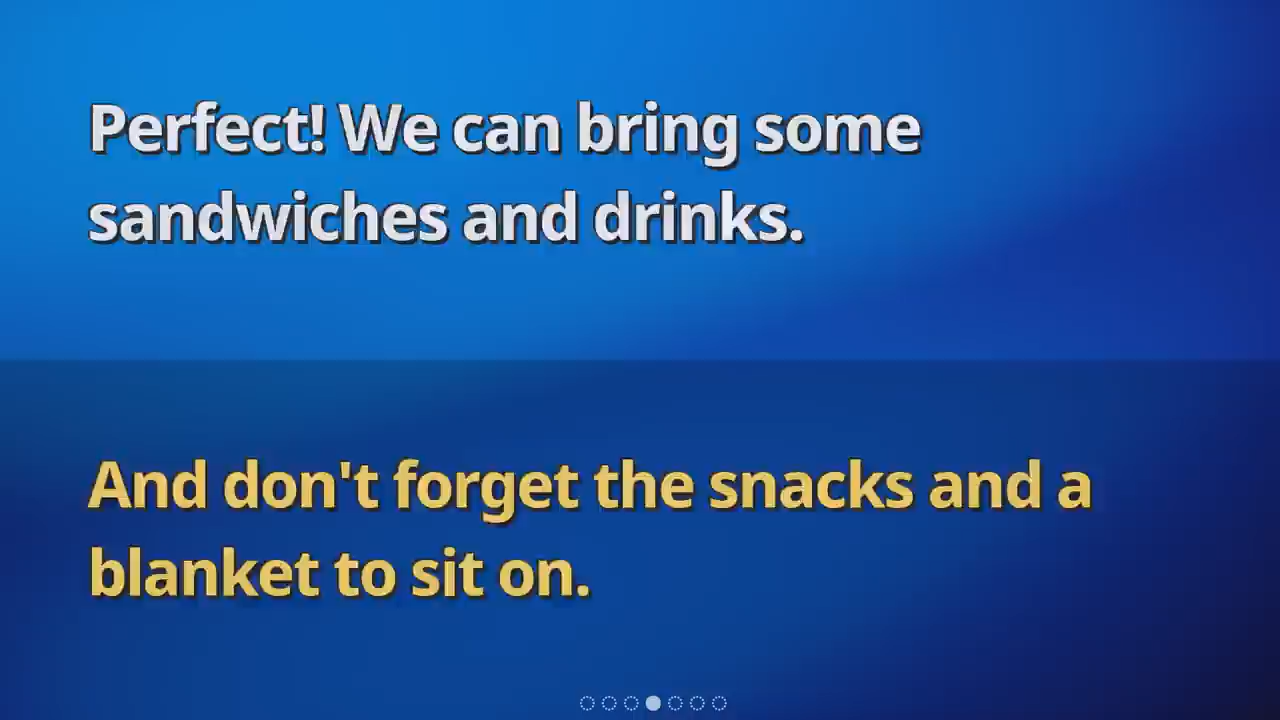 Perfect! We can bring some
sandwiches and drinks.
And don't forget the snacks and a
blanket to sit on.